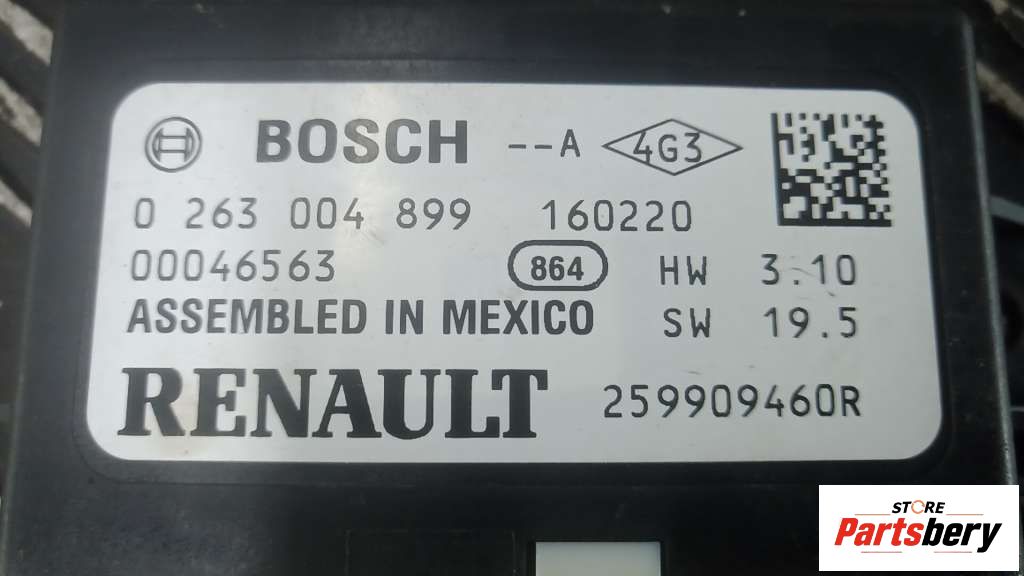 BOSCH --A 4G3
0 263 004 899 160220
00046563 864 HW 3.10
ASSEMBLED IN MEXICO SW 19.5
RENAULT 259909460R
STORE
Partsbery